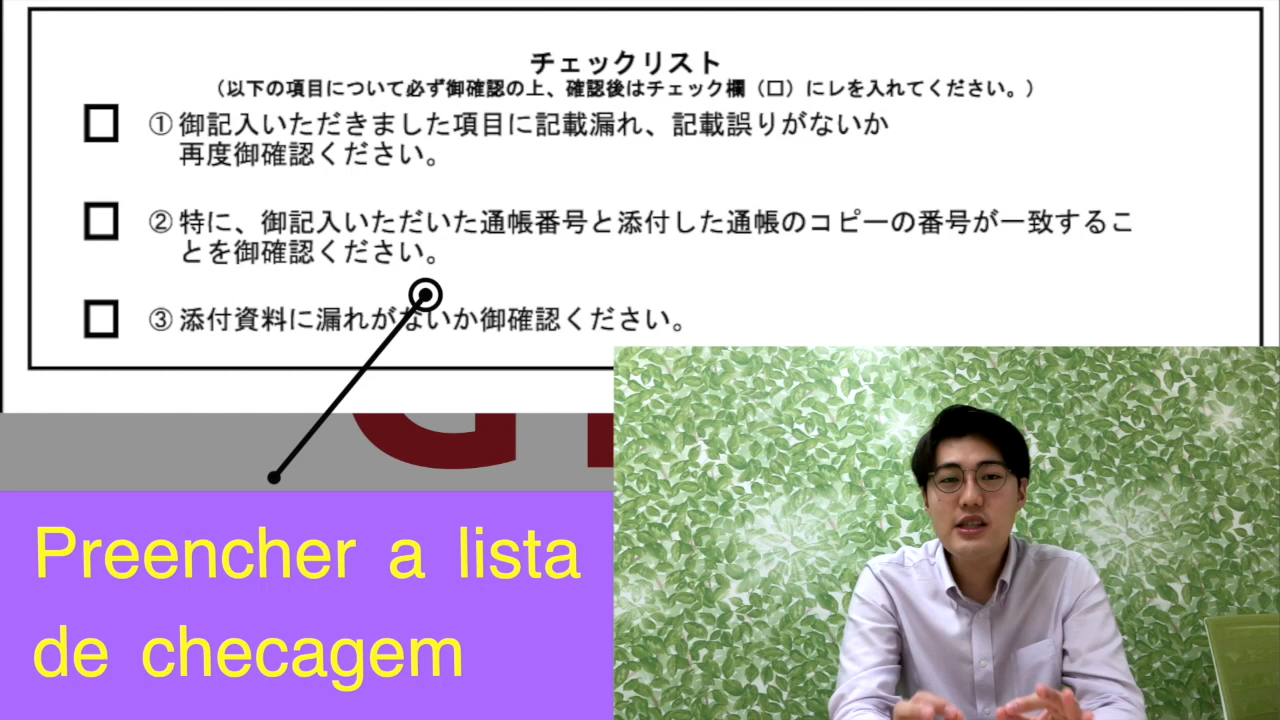 チェックリスト
（以下の項目について必ず御確認の上、確認後はチェック欄（□）にレを入れてください。）
①御記入いただきました項目に記載漏れ、記載誤りがないか
再度御確認ください。
②特に、御記入いただいた通帳番号と添付した通帳のコピーの番号が一致するこ
とを御確認ください。
③添付資料に漏れがないか御確認ください。
Preencher a lista
de checagem